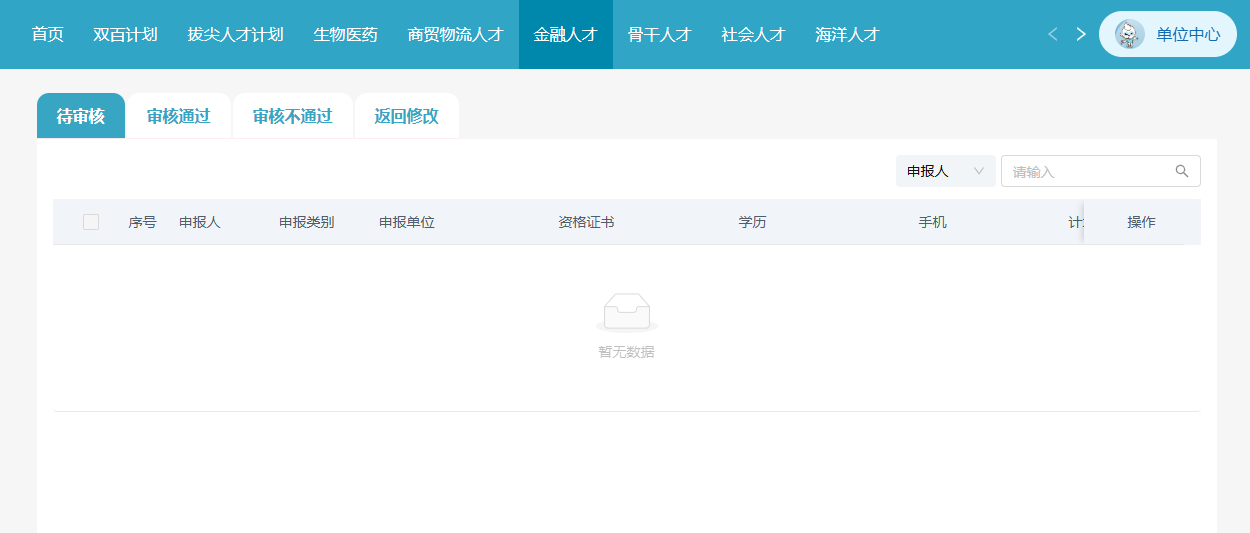 首页 双百计划 拔尖人才计划 生物医药 商贸物流人才 金融人才 骨干人才 社会人才 海洋人才 单位中心
待审核 审核通过 审核不通过 返回修改
申报人 请输入
序号 申报人 申报类别 申报单位 资格证书 学历 手机 计 操作
暂无数据